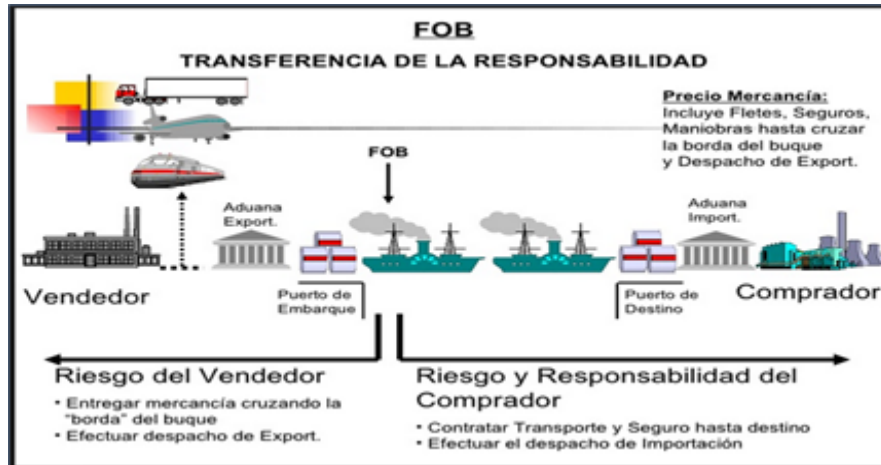 FOB
TRANSFERENCIA DE LA RESPONSABILIDAD
Precio Mercancía:
Incluye Fletes, Seguros,
Maniobras hasta cruzar
la borda del buque
y Despacho de Export.
FOB
Aduana
Export.
Aduana
Import.
Vendedor
Puerto de
Embarque
Puerto de
Destino
Comprador
Riesgo del Vendedor
• Entregar mercancía cruzando la
"borda" del buque
• Efectuar despacho de Export.
Riesgo y Responsabilidad del
Comprador
• Contratar Transporte y Seguro hasta destino
• Efectuar el despacho de Importación